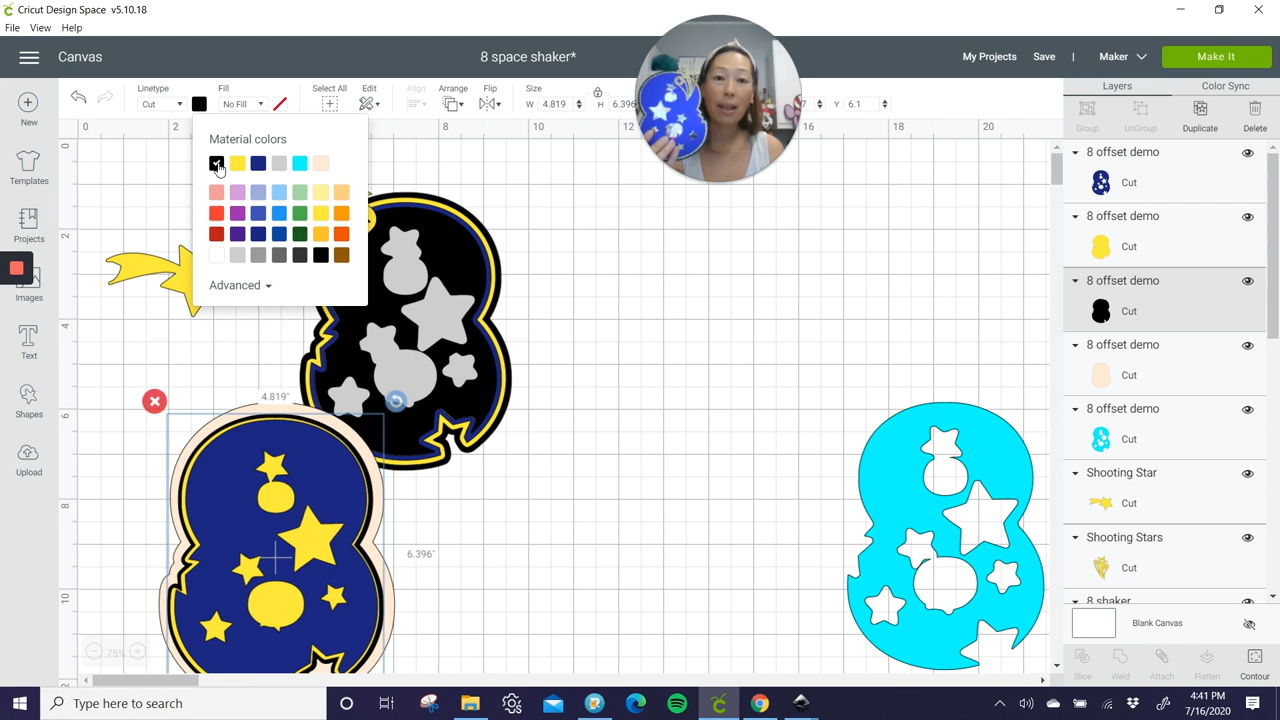 Cricut Design Space v5.10.18
File View Help
Canvas
8 space shaker*
My Projects Save | Maker Make It
Linetype Fill Select All Align Arrange Flip Size
Edit
Cut No Fill W 4.819 H 6.396 7 Y 6.1
Layers Color Sync
Group UnGroup Duplicate Delete
0 2 8 10 12 16 18 20
0 2 4 6 8 10
New
Templates
Projects
Images
Text
Shapes
Upload
Material colors
Advanced
4.819"
6.396"
75%
8 offset demo
Cut
8 offset demo
Cut
8 offset demo
Cut
8 offset demo
Cut
8 offset demo
Cut
Shooting Star
Cut
Shooting Stars
Cut
8 shaker
Blank Canvas
Slice Weld Attach Flatten Contour
Type here to search
4:41 PM
7/16/2020